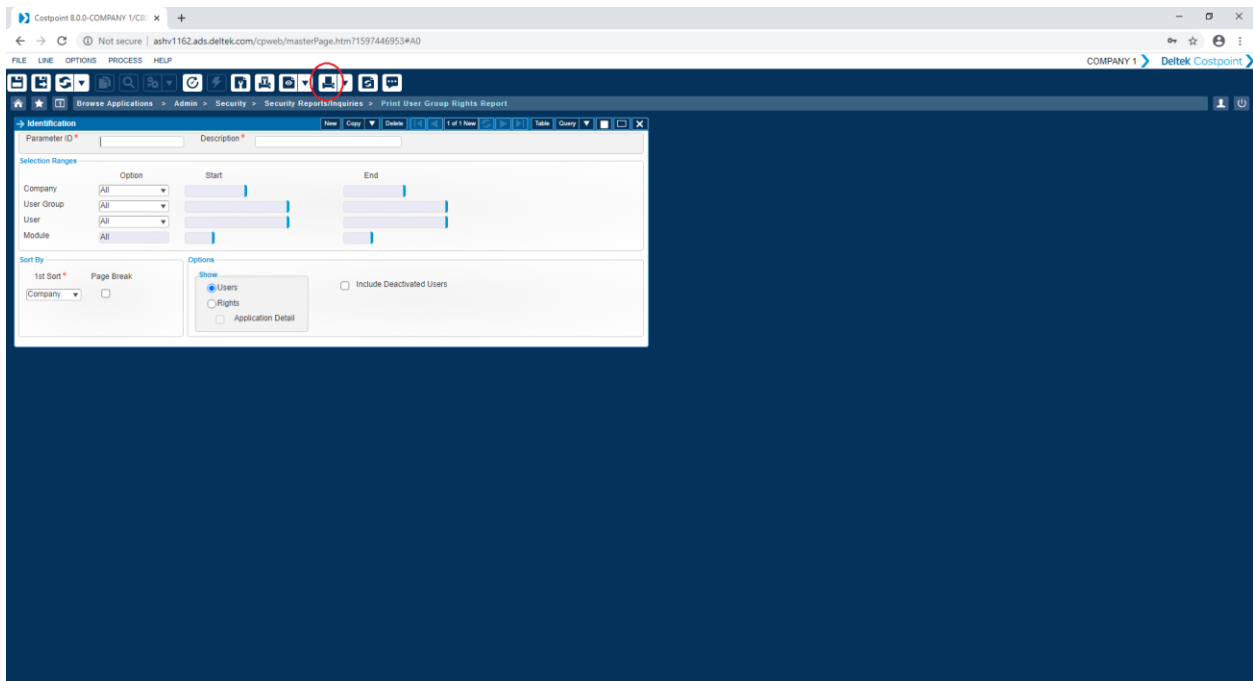 Costpoint 8.0.0-COMPANY 1/CB
Not secure | ashv1162.ads.deltek.com/cpweb/masterPage.htm?1597446953#A0
FILE LINE OPTIONS PROCESS HELP
COMPANY 1 Deltek Costpoint
Browse Applications > Admin > Security > Security Reports/Inquiries > Print User Group Rights Report
Identification New Copy Delete 1 of 1 New Table Query
Parameter ID * Description *
Selection Ranges
Option Start End
Company All
User Group All
User All
Module All
Sort By Options
1st Sort * Page Break Show
Users Include Deactivated Users
Company
Rights
Application Detail